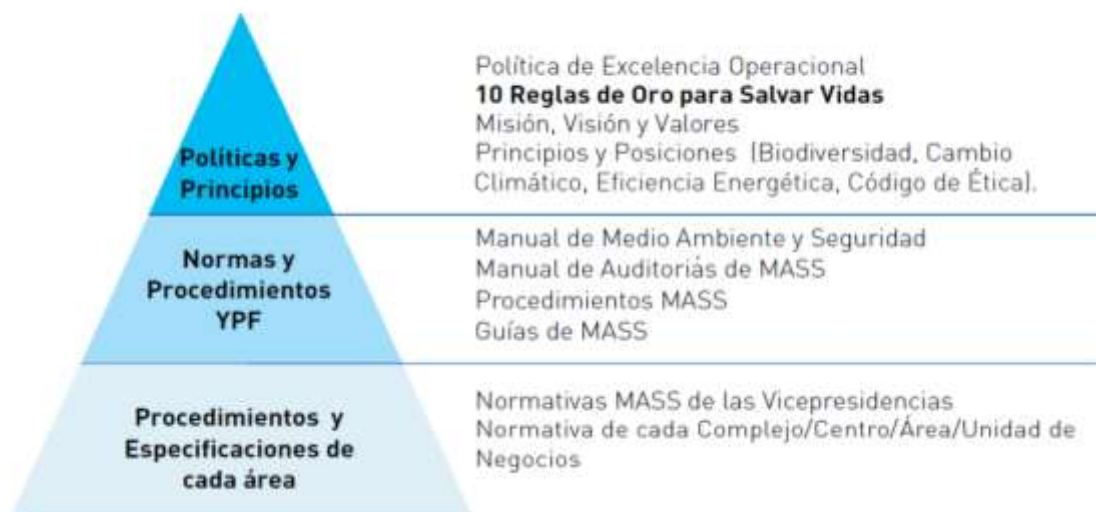 Políticas y
Principios
Política de Excelencia Operacional
10 Reglas de Oro para Salvar Vidas
Misión, Visión y Valores
Principios y Posiciones (Biodiversidad, Cambio
Climático, Eficiencia Energética, Código de Ética).
Normas y
Procedimientos
YPF
Manual de Medio Ambiente y Seguridad
Manual de Auditoriás de MASS
Procedimientos MASS
Guías de MASS
Procedimientos y
Especificaciones de
cada área
Normativas MASS de las Vicepresidencias
Normativa de cada Complejo/Centro/Área/Unidad de
Negocios